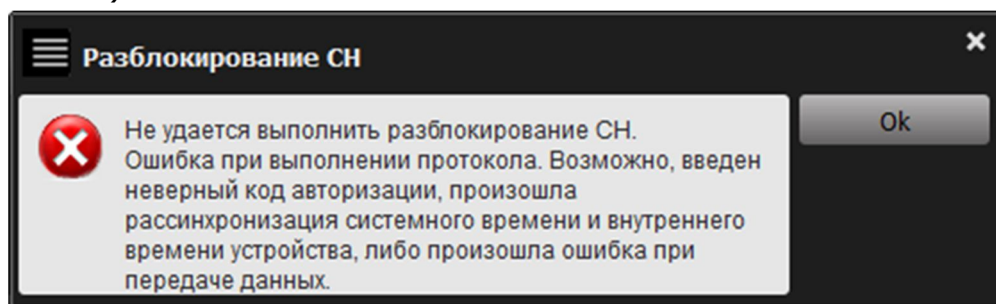 Разблокирование СН
Не удается выполнить разблокирование СН.
Ok
Ошибка при выполнении протокола. Возможно, введен
неверный код авторизации, произошла
рассинхронизация системного времени и внутреннего
времени устройства, либо произошла ошибка при
передаче данных.